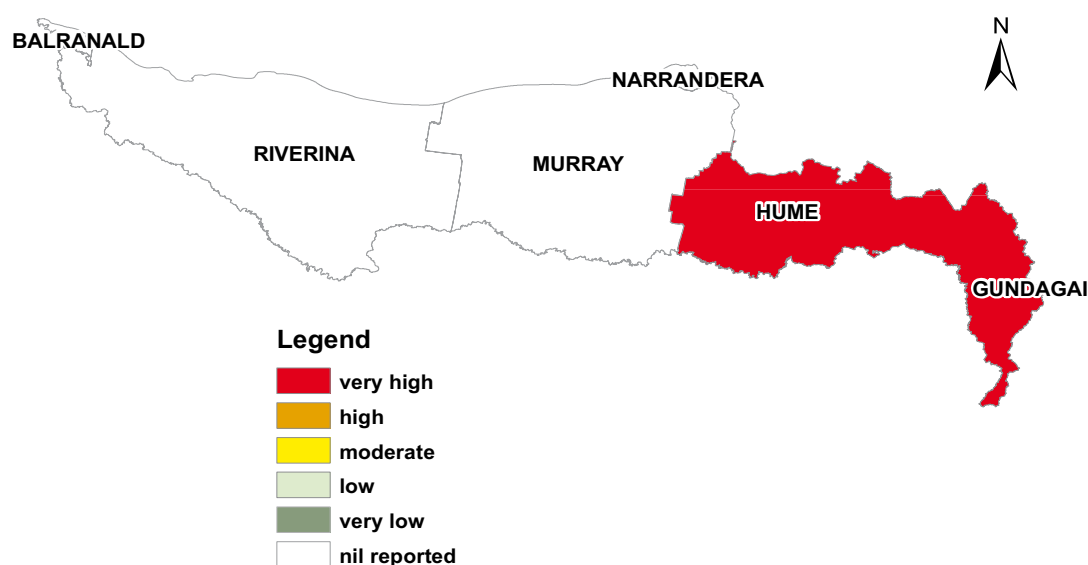 N
BALRANALD
NARRANDERA
RIVERINA
MURRAY
HUME
GUNDAGAI
Legend
very high
high
moderate
low
very low
nil reported